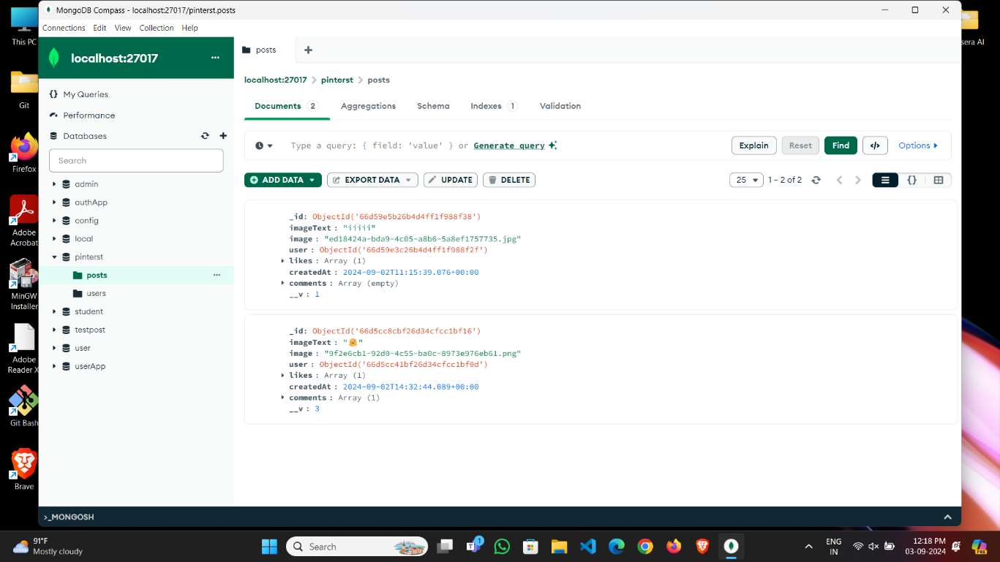 MongoDB Compass - localhost:27017/pinterst.posts
Connections Edit View Collection Help
This PC
Git
Firefox
Adobe
Acrobat
MinGW
Installer
Adobe
Reader X
Git Bash
Brave
sera AI
localhost:27017
My Queries
Performance
Databases
Search
admin
authApp
config
local
pinterst
posts
users
student
testpost
user
userApp
posts
localhost:27017 > pinterst > posts
Documents 2 Aggregations Schema Indexes 1 Validation
Type a query: { field: 'value' } or Generate query
Explain Reset Find </> Options
ADD DATA EXPORT DATA UPDATE DELETE
25 1 – 2 of 2 {}
_id: ObjectId('66d59e5b26b4d4ff1f988f38')
imageText : "iiiii"
image : "ed18424a-bda9-4c05-a8b6-5a8ef1757735.jpg"
user : ObjectId('66d59e3c26b4d4ff1f988f2f')
likes : Array (1)
createdAt : 2024-09-02T11:15:39.076+00:00
comments : Array (empty)
__v : 1
_id: ObjectId('66d5cc8cbf26d34cfcc1bf16')
imageText : "🤗"
image : "9f2e6cb1-92d0-4c55-ba0c-8973e976eb61.png"
user : ObjectId('66d5cc41bf26d34cfcc1bf0d')
likes : Array (1)
createdAt : 2024-09-02T14:32:44.089+00:00
comments : Array (1)
__v : 3
>_MONGOSH
91°F
Mostly cloudy
Search
1
ENG
IN
12:18 PM
03-09-2024
PRE